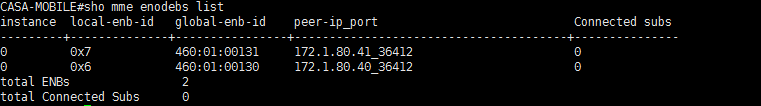 CASA-MOBILE#sho mme enodebs list
instance  local-enb-id  global-enb-id  peer-ip_port                          Connected subs
---------+-------------+--------------+-------------------------------------+--------------
0         0x7           460:01:00131   172.1.80.41_36412                     0
0         0x6           460:01:00130   172.1.80.40_36412                     0
total ENBs              2
total Connected Subs    0